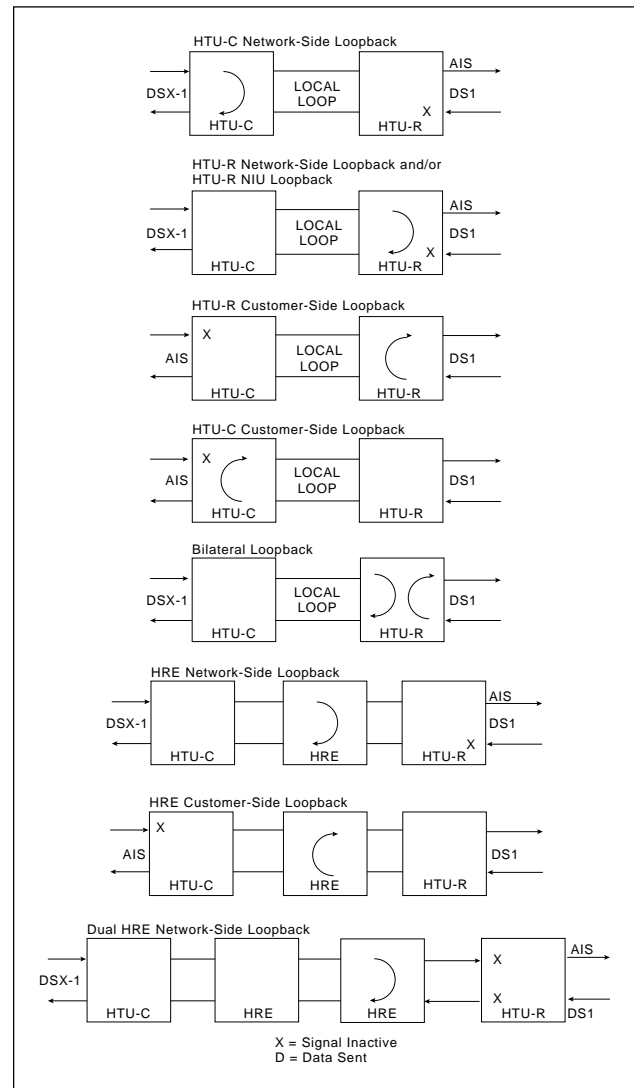 HTU-C Network-Side Loopback
AIS
DSX-1
LOCAL
LOOP
DS1
X
HTU-C
HTU-R
HTU-R Network-Side Loopback and/or
HTU-R NIU Loopback
AIS
DSX-1
LOCAL
LOOP
DS1
X
HTU-C
HTU-R
HTU-R Customer-Side Loopback
X
AIS
LOCAL
LOOP
DS1
HTU-C
HTU-R
HTU-C Customer-Side Loopback
X
AIS
LOCAL
LOOP
DS1
HTU-C
HTU-R
Bilateral Loopback
DSX-1
LOCAL
LOOP
DS1
HTU-C
HTU-R
HRE Network-Side Loopback
AIS
DSX-1
DS1
X
HTU-C
HRE
HTU-R
HRE Customer-Side Loopback
X
AIS
DS1
HTU-C
HRE
HTU-R
Dual HRE Network-Side Loopback
AIS
X
DSX-1
X
HTU-C
HRE
HRE
HTU-R
DS1
X = Signal Inactive
D = Data Sent